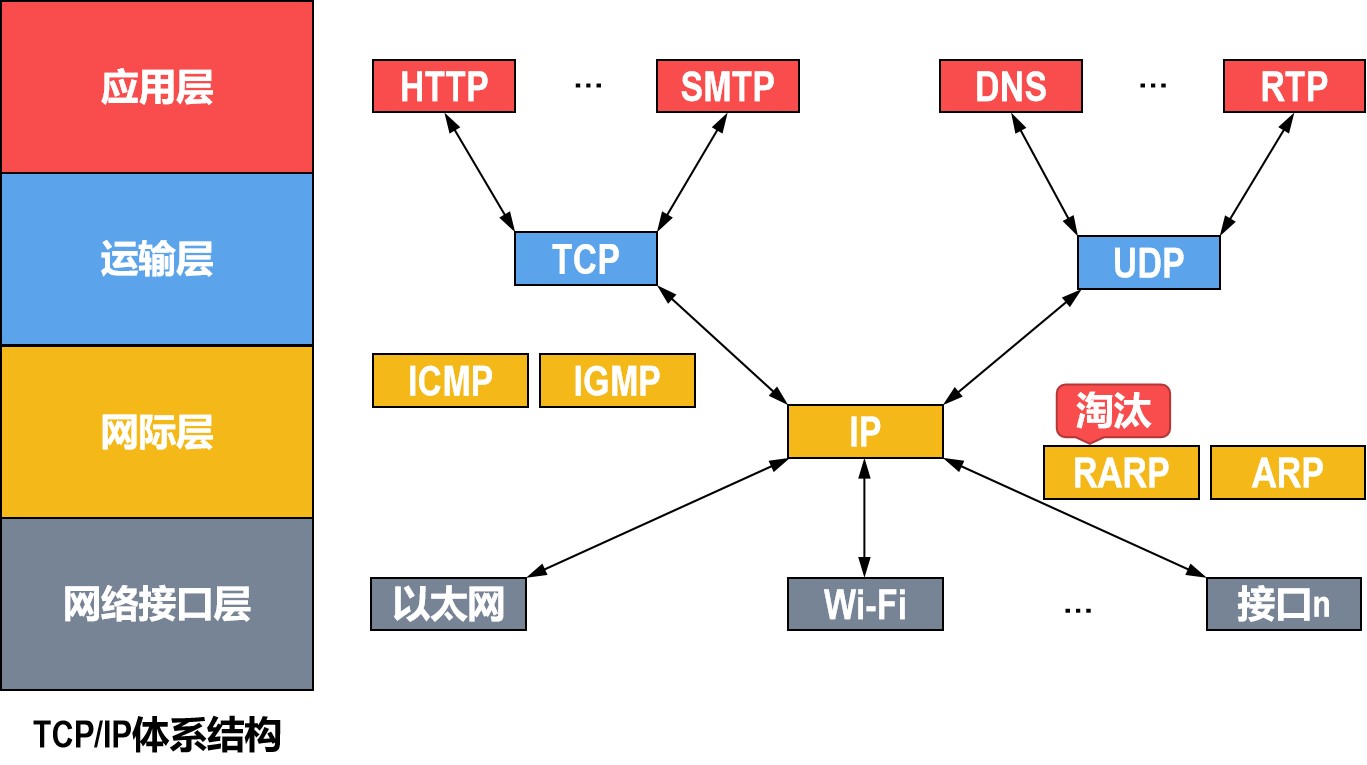 应用层
HTTP ... SMTP DNS ... RTP
运输层
TCP UDP
网际层
ICMP IGMP
IP
淘汰
RARP ARP
网络接口层
以太网 Wi-Fi ... 接口n
TCP/IP体系结构